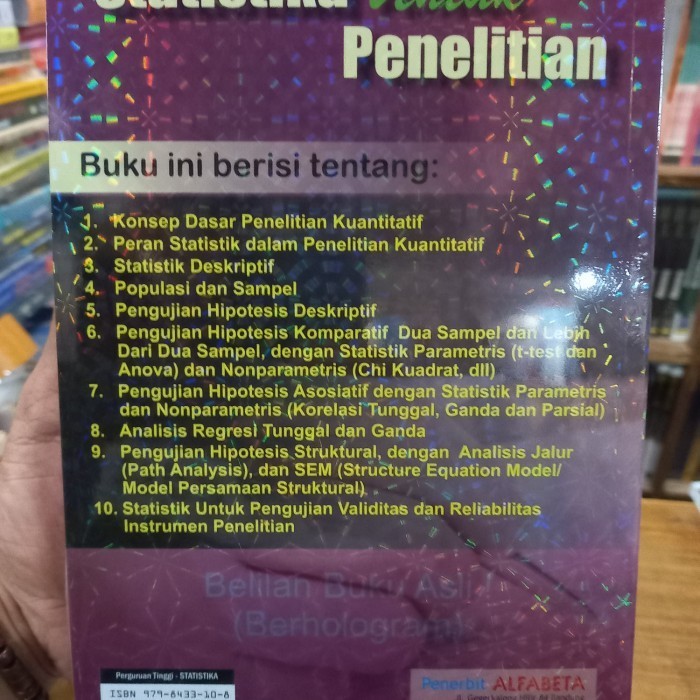 Statistika Untuk
Penelitian
Buku ini berisi tentang:
1. Konsep Dasar Penelitian Kuantitatif
2. Peran Statistik dalam Penelitian Kuantitatif
3. Statistik Deskriptif
4. Populasi dan Sampel
5. Pengujian Hipotesis Deskriptif
6. Pengujian Hipotesis Komparatif Dua Sampel dan Lebih
Dari Dua Sampel, dengan Statistik Parametris (t-test dan
Anova) dan Nonparametris (Chi Kuadrat, dll)
7. Pengujian Hipotesis Asosiatif dengan Statistik Parametris
dan Nonparametris (Korelasi Tunggal, Ganda dan Parsial)
8. Analisis Regresi Tunggal dan Ganda
9. Pengujian Hipotesis Struktural, dengan Analisis Jalur
(Path Analysis), dan SEM (Structure Equation Model/
Model Persamaan Struktural)
10. Statistik Untuk Pengujian Validitas dan Reliabilitas
Instrumen Penelitian
Belilah Buku Asli
(Berhologram)
Perguruan Tinggi - STATISTIKA
ISBN 979-8433-10-8
Penerbit ALFABETA